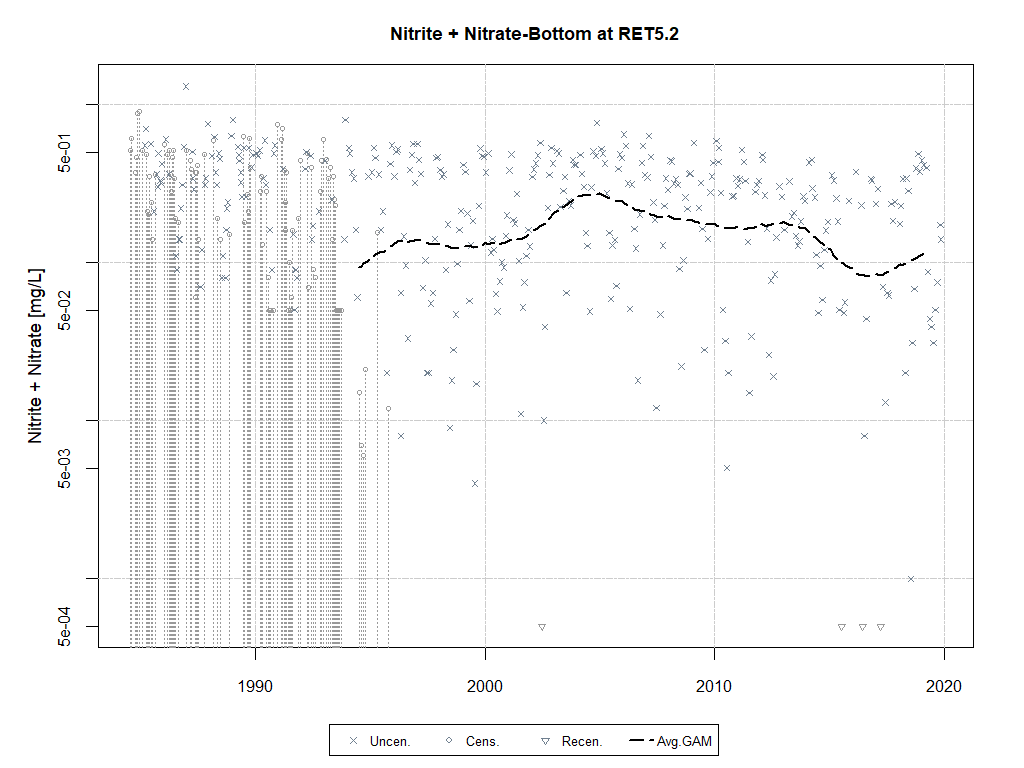 Nitrite + Nitrate-Bottom at RET5.2
Nitrite + Nitrate [mg/L]
5e-01
5e-02
5e-03
5e-04
1990 2000 2010 2020
Uncen. Cens. Recen. Avg.GAM